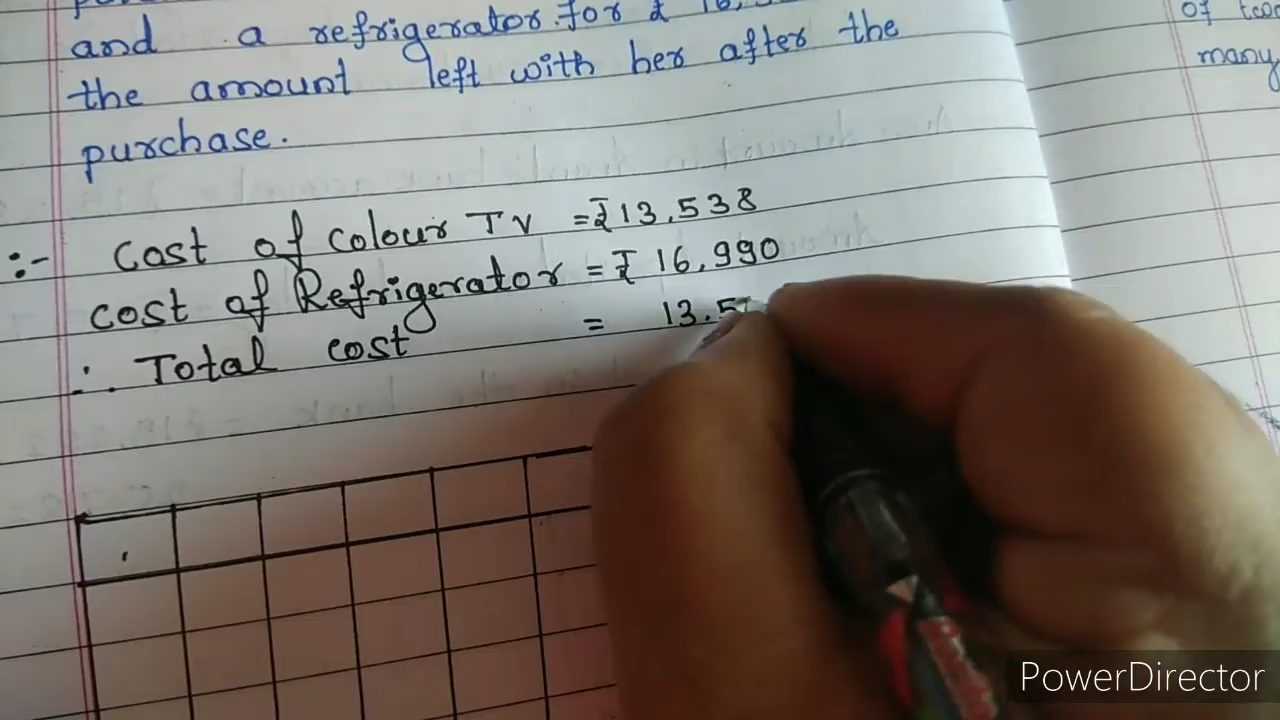 and a refrigerator for ₹ 16,
the amount left with her after the
purchase.
:- Cost of colour TV = ₹ 13,538
Cost of Refrigerator = ₹ 16,990
∴ Total cost = 13,5
of
many
PowerDirector